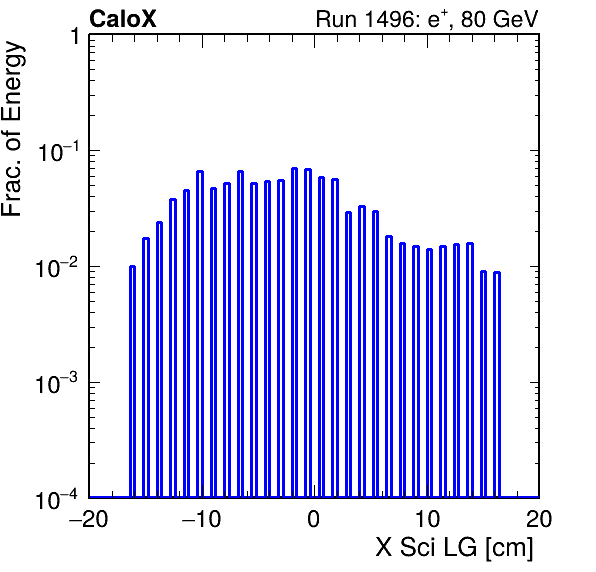 CaloX Run 1496: e⁺, 80 GeV
Frac. of Energy
1
10⁻¹
10⁻²
10⁻³
10⁻⁴
−20 −10 0 10 20
X Sci LG [cm]